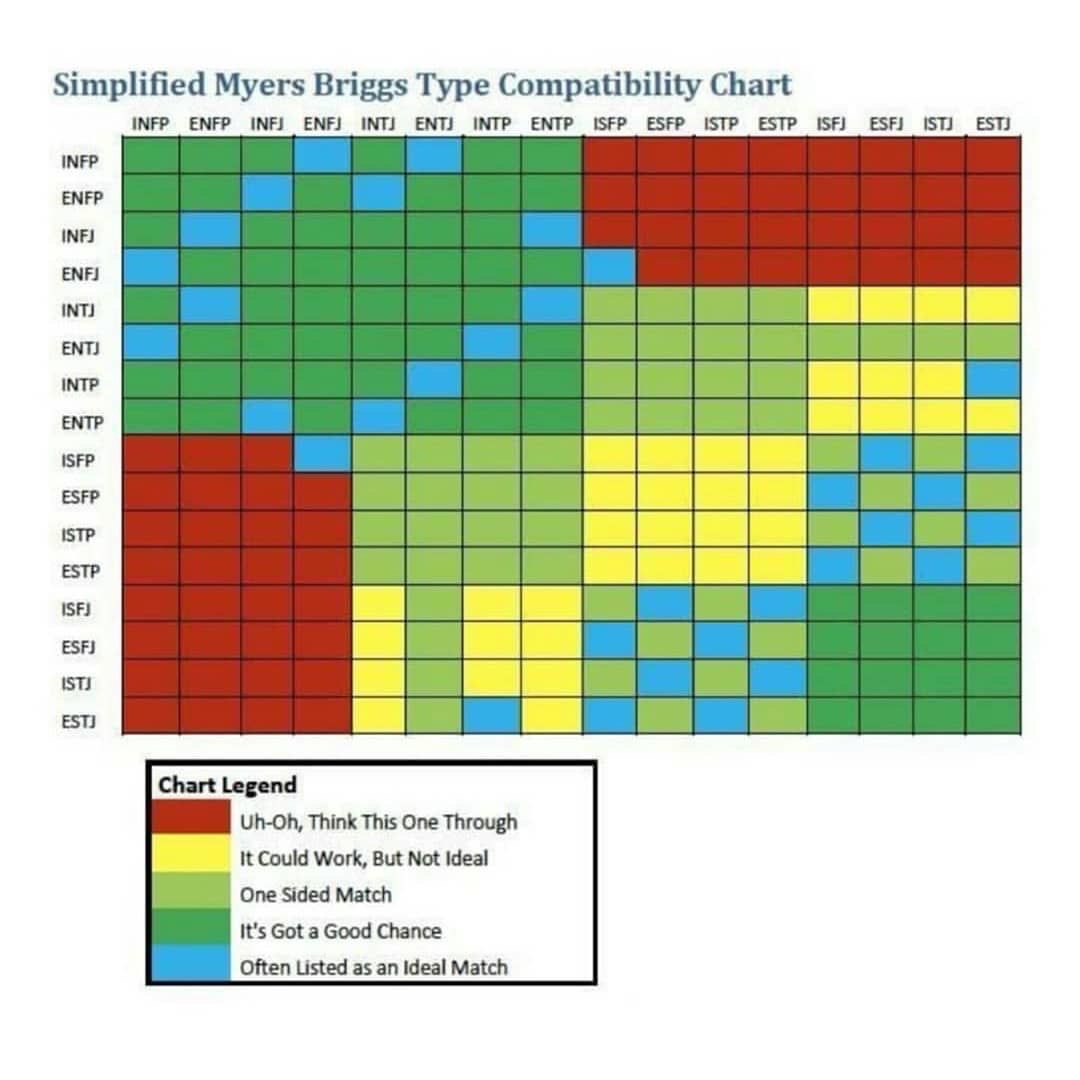 Simplified Myers Briggs Type Compatibility Chart
INFP ENFP INFJ ENFJ INTJ ENTJ INTP ENTP ISFP ESFP ISTP ESTP ISFJ ESFJ ISTJ ESTJ
INFP
ENFP
INFJ
ENFJ
INTJ
ENTJ
INTP
ENTP
ISFP
ESFP
ISTP
ESTP
ISFJ
ESFJ
ISTJ
ESTJ
Chart Legend
Uh-Oh, Think This One Through
It Could Work, But Not Ideal
One Sided Match
It's Got a Good Chance
Often Listed as an Ideal Match